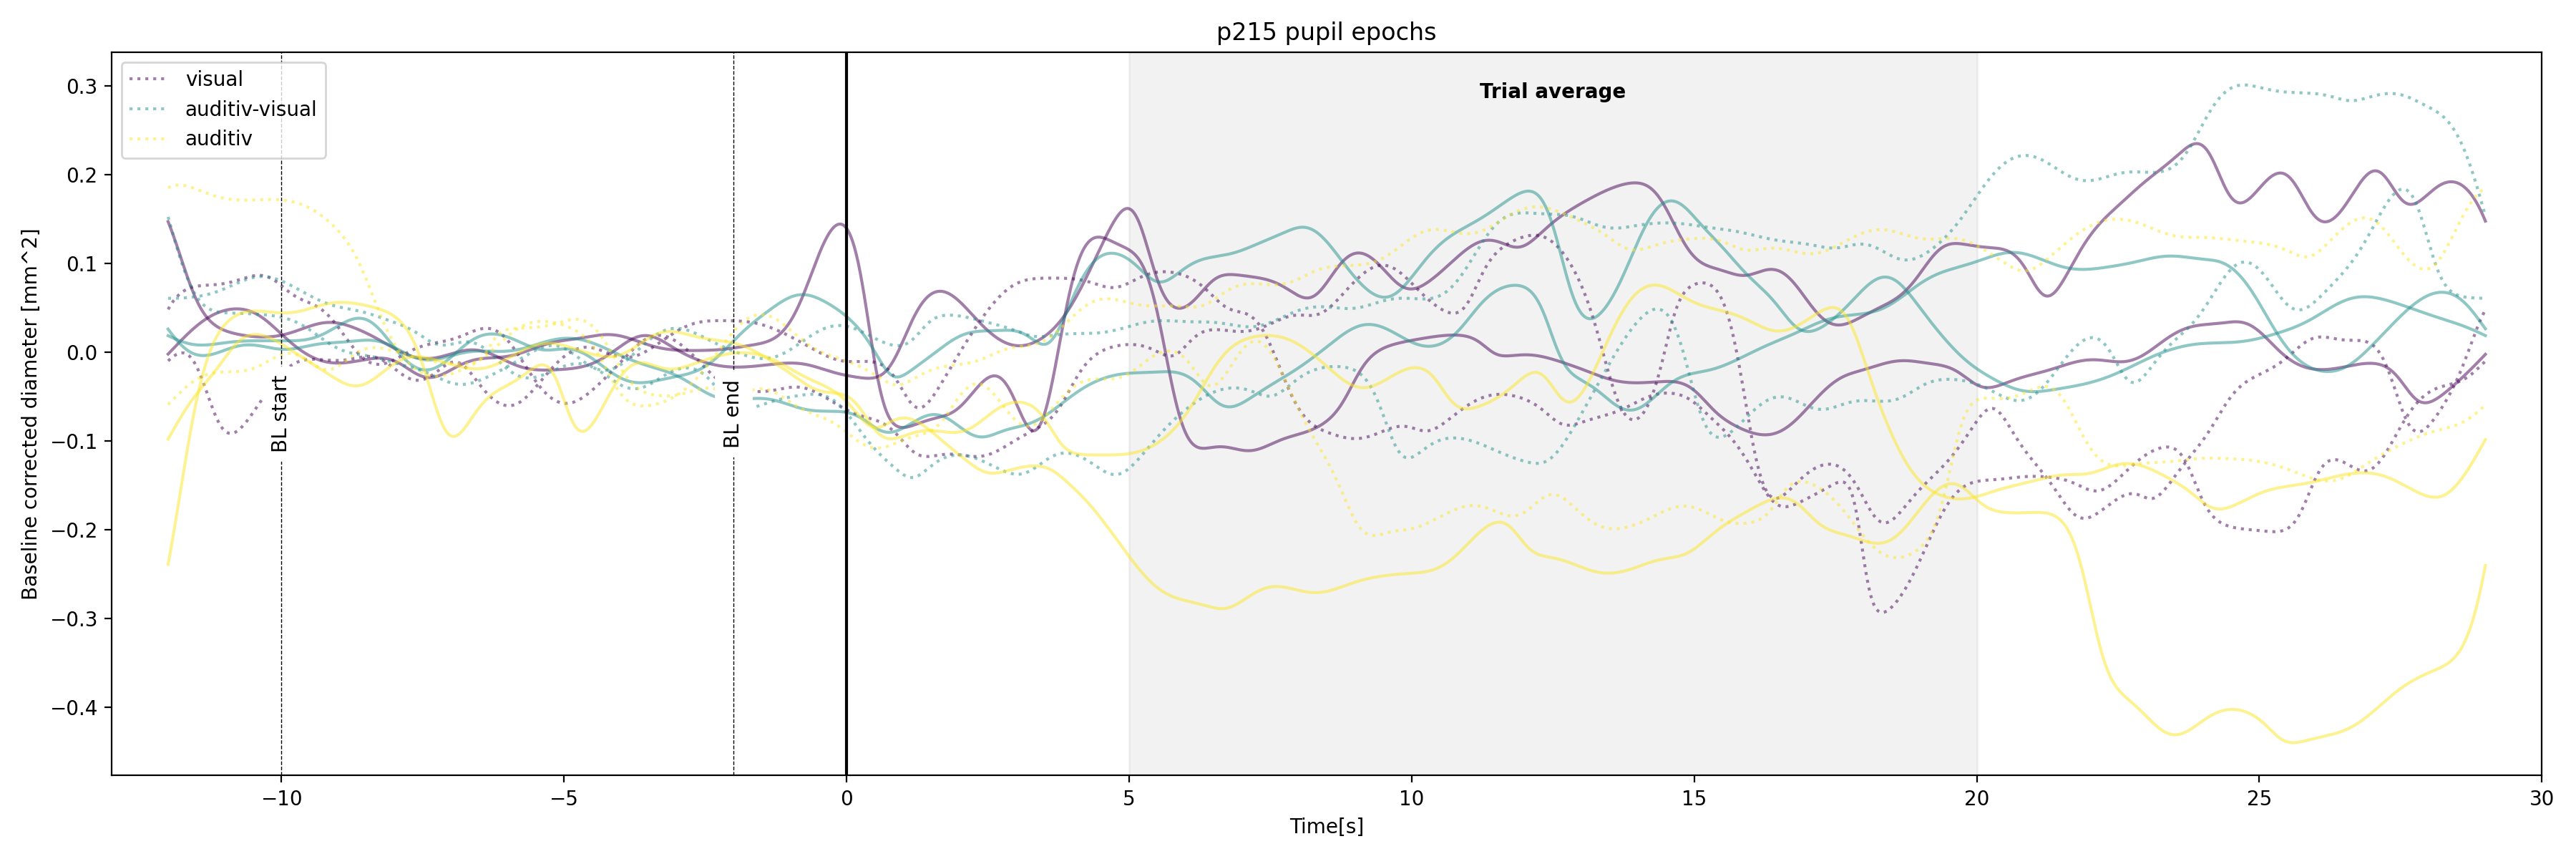 p215 pupil epochs
visual
auditiv-visual
auditiv
Trial average
BL start
BL end
Baseline corrected diameter [mm^2]
0.3
0.2
0.1
0.0
−0.1
−0.2
−0.3
−0.4
−10
−5
0
5
10
15
20
25
30
Time[s]